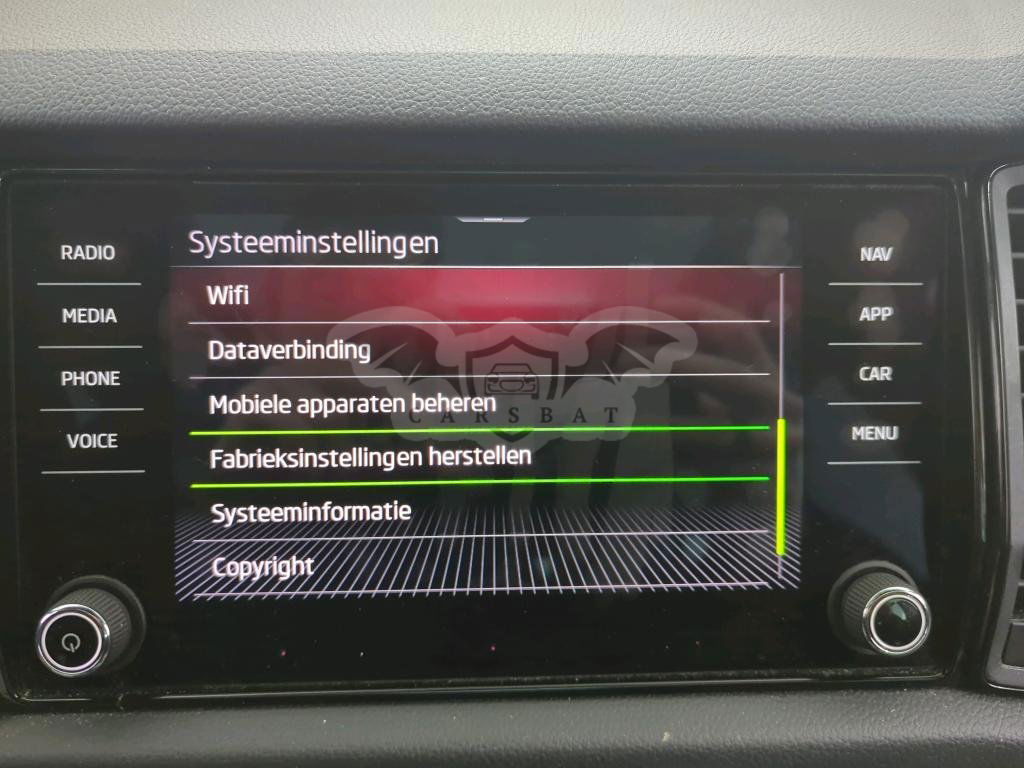 Systeeminstellingen
RADIO
MEDIA
PHONE
VOICE
Wifi
Dataverbinding
Mobiele apparaten beheren
CARSBAT
Fabrieksinstellingen herstellen
Systeeminformatie
Copyright
NAV
APP
CAR
MENU